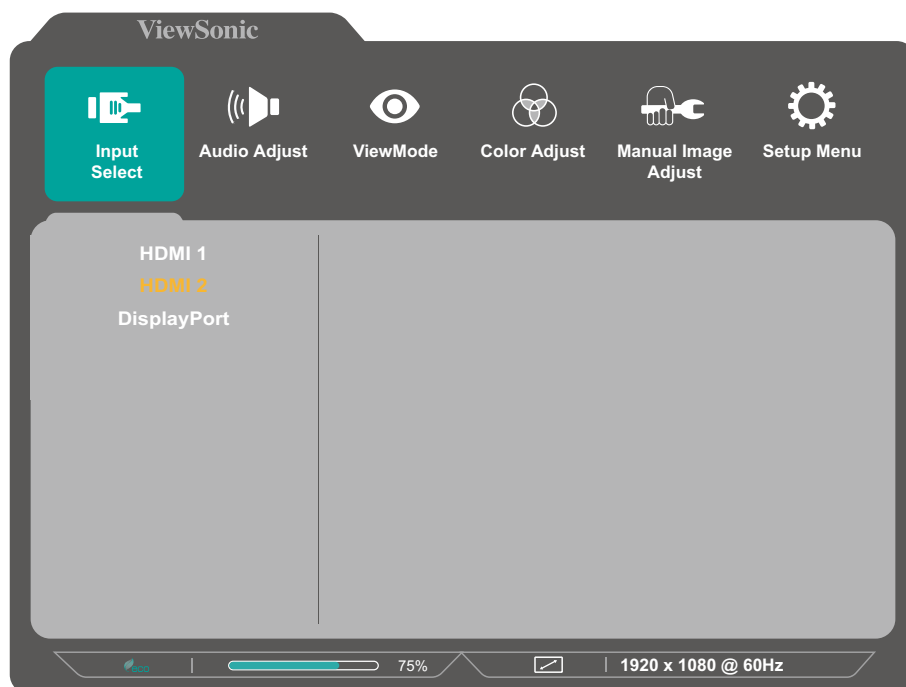 ViewSonic
Input
Select
Audio Adjust
ViewMode
Color Adjust
Manual Image
Adjust
Setup Menu
HDMI 1
HDMI 2
DisplayPort
eco
75%
1920 x 1080 @ 60Hz